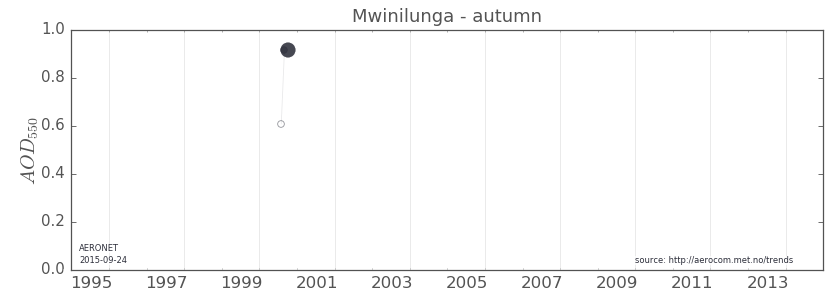 Mwinilunga - autumn
1.0
0.8
0.6
0.4
0.2
0.0
AOD550
AERONET
2015-09-24
source: http://aerocom.met.no/trends
1995 1997 1999 2001 2003 2005 2007 2009 2011 2013